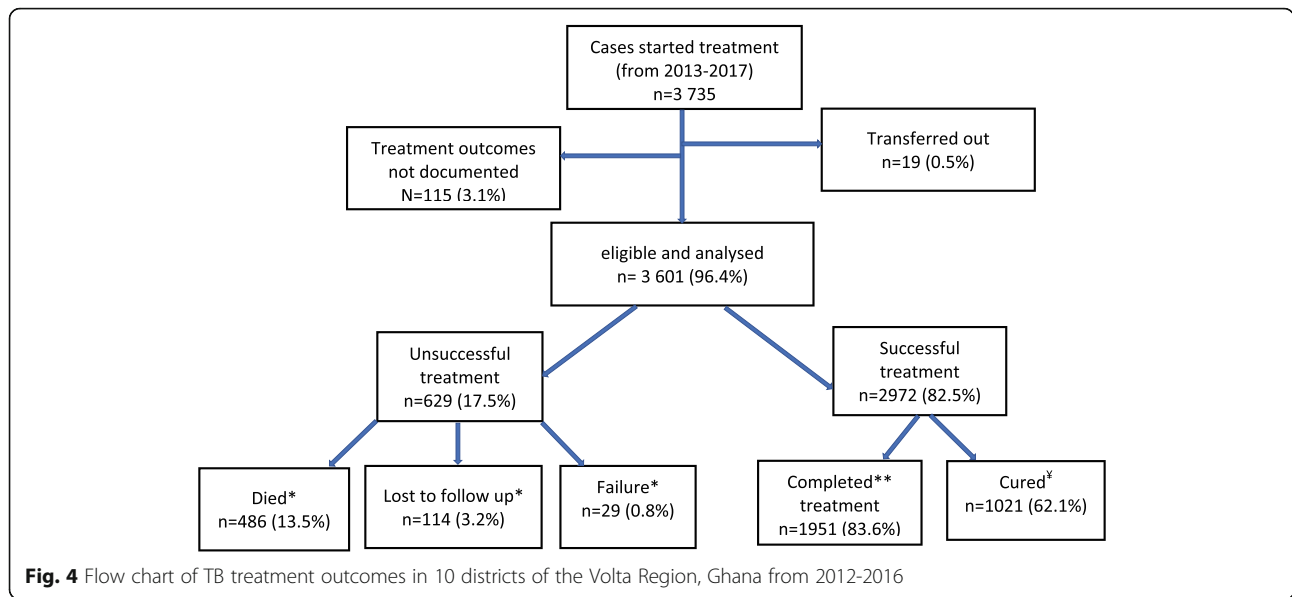 Cases started treatment
(from 2013-2017)
n=3 735
Transferred out
n=19 (0.5%)
Treatment outcomes
not documented
N=115 (3.1%)
eligible and analysed
n= 3 601 (96.4%)
Unsuccessful
treatment
n=629 (17.5%)
Successful
treatment
n=2972 (82.5%)
Died*
n=486 (13.5%)
Lost to follow up*
n=114 (3.2%)
Failure*
n=29 (0.8%)
Completed**
treatment
n=1951 (83.6%)
Cured¥
n=1021 (62.1%)
Fig. 4 Flow chart of TB treatment outcomes in 10 districts of the Volta Region, Ghana from 2012-2016